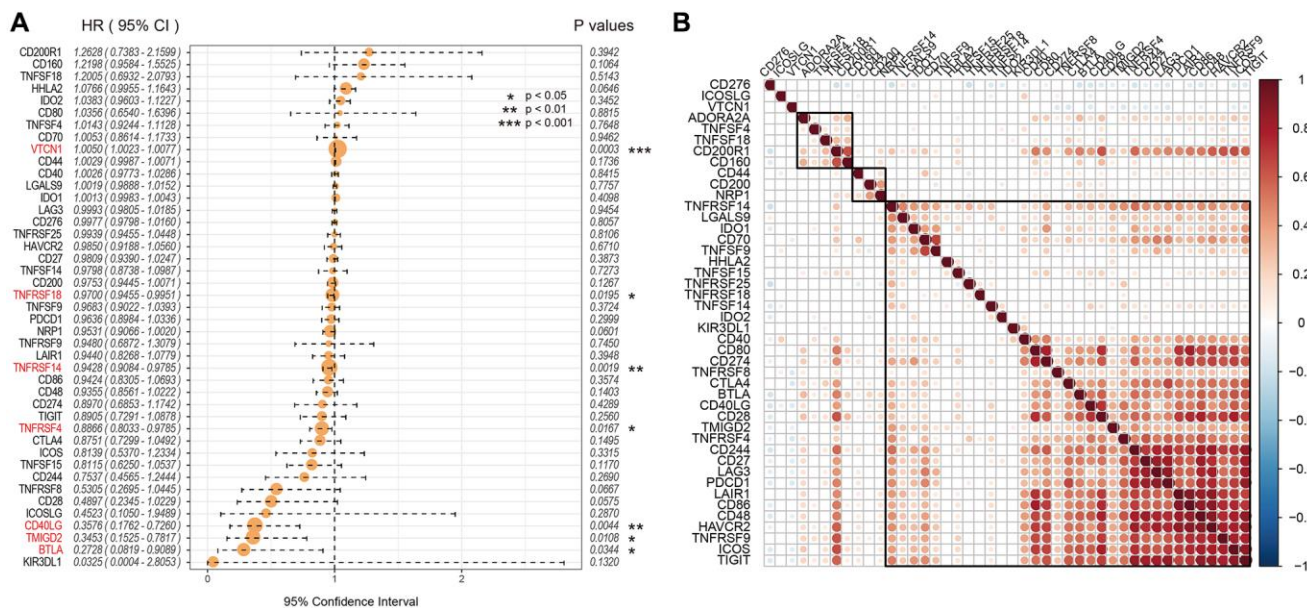 A
HR ( 95% CI )
P values
CD200R1 1.2628 (0.7383 - 2.1599) 0.3942
CD160 1.2198 (0.9584 - 1.5525) 0.1064
TNFSF18 1.2005 (0.6932 - 2.0793) 0.5143
HHLA2 1.0766 (0.9955 - 1.1643) 0.0646
IDO2 1.0383 (0.9603 - 1.1227) 0.3452
CD80 1.0356 (0.6540 - 1.6396) 0.8815
TNFSF4 1.0143 (0.9244 - 1.1128) 0.7648
CD70 1.0053 (0.8614 - 1.1733) 0.9462
VTCN1 1.0050 (1.0023 - 1.0077) 0.0003 ***
CD44 1.0029 (0.9987 - 1.0071) 0.1736
CD40 1.0026 (0.9773 - 1.0286) 0.8415
LGALS9 1.0019 (0.9888 - 1.0152) 0.7757
IDO1 1.0013 (0.9983 - 1.0043) 0.4098
LAG3 0.9993 (0.9805 - 1.0185) 0.9454
CD276 0.9977 (0.9798 - 1.0160) 0.8057
TNFRSF25 0.9939 (0.9455 - 1.0448) 0.8106
HAVCR2 0.9850 (0.9188 - 1.0560) 0.6710
CD27 0.9809 (0.9390 - 1.0247) 0.3873
TNFSF14 0.9798 (0.8738 - 1.0987) 0.7273
CD200 0.9753 (0.9445 - 1.0071) 0.1267
TNFRSF18 0.9700 (0.9455 - 0.9951) 0.0195 *
TNFSF9 0.9683 (0.9022 - 1.0393) 0.3724
PDCD1 0.9636 (0.8984 - 1.0336) 0.2999
NRP1 0.9531 (0.9066 - 1.0020) 0.0601
TNFRSF9 0.9480 (0.6872 - 1.3079) 0.7450
LAIR1 0.9440 (0.8268 - 1.0779) 0.3948
TNFRSF14 0.9428 (0.9084 - 0.9785) 0.0019 **
CD86 0.9424 (0.8305 - 1.0693) 0.3574
CD48 0.9355 (0.8561 - 1.0222) 0.1403
CD274 0.8970 (0.6853 - 1.1742) 0.4289
TIGIT 0.8905 (0.7291 - 1.0878) 0.2560
TNFRSF4 0.8866 (0.8033 - 0.9785) 0.0167 *
CTLA4 0.8751 (0.7299 - 1.0492) 0.1495
ICOS 0.8139 (0.5370 - 1.2334) 0.3315
TNFSF15 0.8115 (0.6250 - 1.0537) 0.1170
CD244 0.7537 (0.4565 - 1.2444) 0.2690
TNFRSF8 0.5305 (0.2695 - 1.0445) 0.0667
CD28 0.4897 (0.2345 - 1.0229) 0.0575
ICOSLG 0.4523 (0.1050 - 1.9489) 0.2870
CD40LG 0.3576 (0.1762 - 0.7260) 0.0044 **
TMIGD2 0.3453 (0.1525 - 0.7817) 0.0108 *
BTLA 0.2728 (0.0819 - 0.9089) 0.0344 *
KIR3DL1 0.0325 (0.0004 - 2.8053) 0.1320
* p < 0.05
** p < 0.01
*** p < 0.001
0 1 2
95% Confidence Interval
B
CD276 ICOSLG VTCN1 ADORA2A
CD276
ICOSLG
VTCN1
ADORA2A
TNFSF4
TNFSF18
CD200R1
CD160
CD44
CD200
NRP1
TNFRSF14
LGALS9
IDO1
CD70
TNFSF9
HHLA2
TNFSF15
TNFRSF25
TNFRSF18
TNFSF14
IDO2
KIR3DL1
CD40
CD80
CD274
TNFRSF8
CTLA4
BTLA
CD40LG
CD28
TMIGD2
TNFRSF4
CD244
CD27
LAG3
PDCD1
LAIR1
CD86
CD48
HAVCR2
TNFRSF9
ICOS
TIGIT
1
0.8
0.6
0.4
0.2
0
−0.
−0.
−0.
−0.
−1